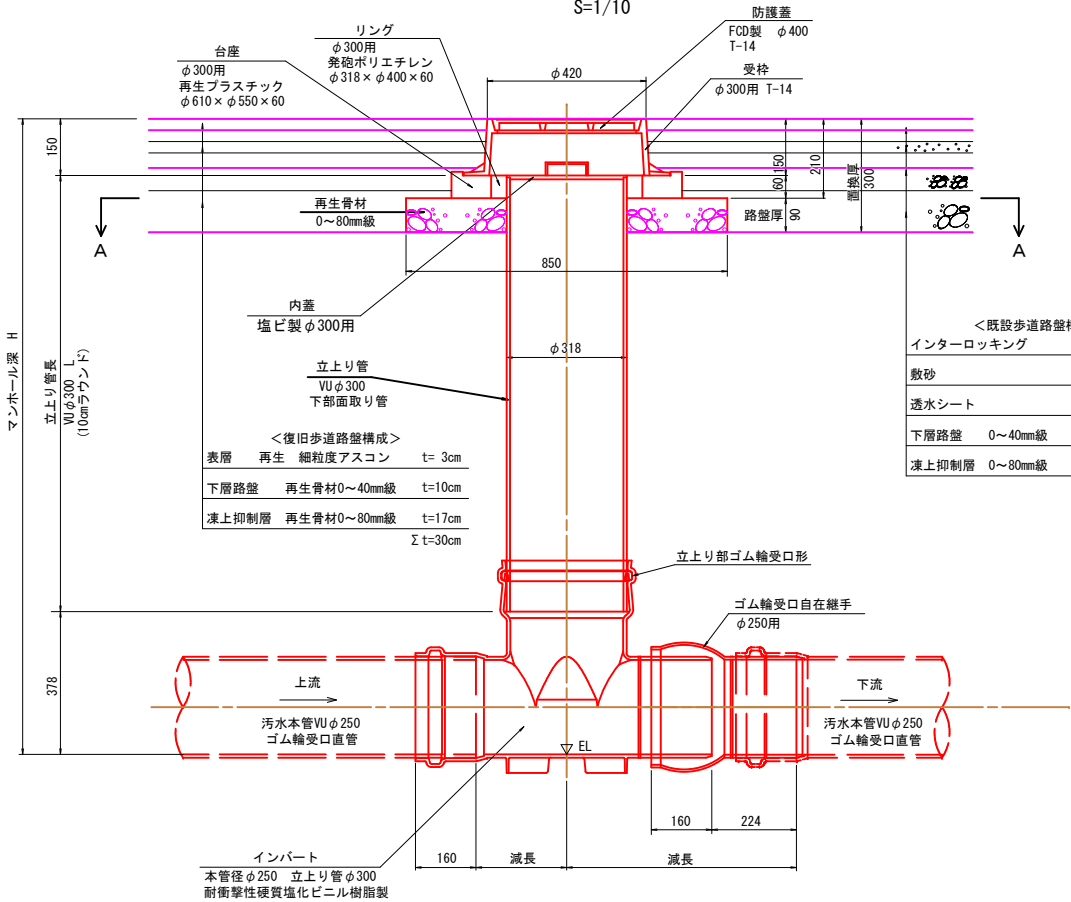 S=1/10
防護蓋
FCD製 φ400
T-14
受枠
φ300用 T-14
リング
φ300用
発砲ポリエチレン
φ318×φ400×60
台座
φ300用
再生プラスチック
φ610×φ550×60
φ420
150
150
60
210
置換厚
300
路盤厚
90
再生骨材
0～80mm級
A
A
850
内蓋
塩ビ製φ300用
φ318
立上り管
VUφ300
下部面取り管
マンホール深 H
立上り管長
VUφ300 L
(10cmラウンド)
378
<復旧歩道路盤構成>
表層 再生 細粒度アスコン t= 3cm
下層路盤 再生骨材0～40mm級 t=10cm
凍上抑制層 再生骨材0～80mm級 t=17cm
Σt=30cm
<既設歩道路盤
インターロッキング
敷砂
透水シート
下層路盤 0～40mm級
凍上抑制層 0～80mm級
立上り部ゴム輪受口形
ゴム輪受口自在継手
φ250用
上流
汚水本管VUφ250
ゴム輪受口直管
下流
汚水本管VUφ250
ゴム輪受口直管
EL
160
224
160
減長
減長
インバート
本管径φ250 立上り管φ300
耐衝撃性硬質塩化ビニル樹脂製